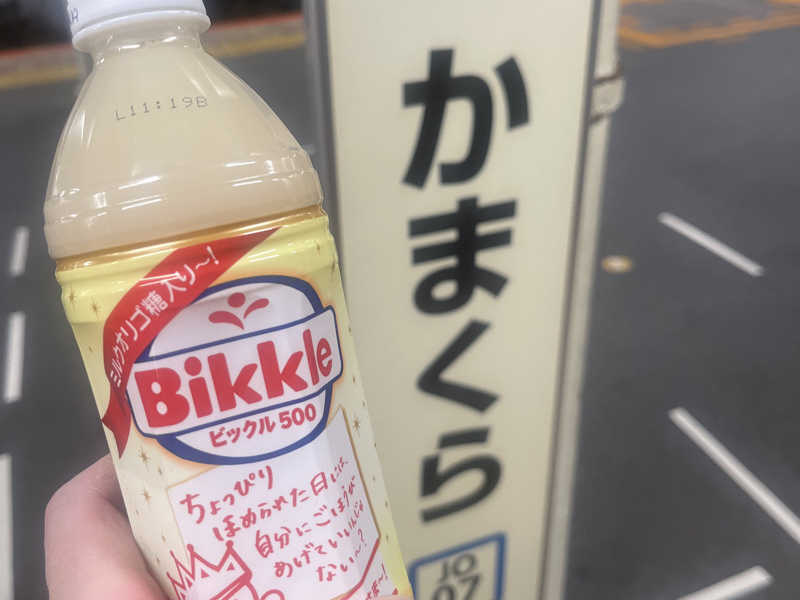 L11:19B
ミルクオリゴ糖入り〜!
Bikkle
ビックル500
ちょっぴり
ほめられた日には、
自分にごほうび
あげていいんじゃ
ない〜?
かまくら
JO
07